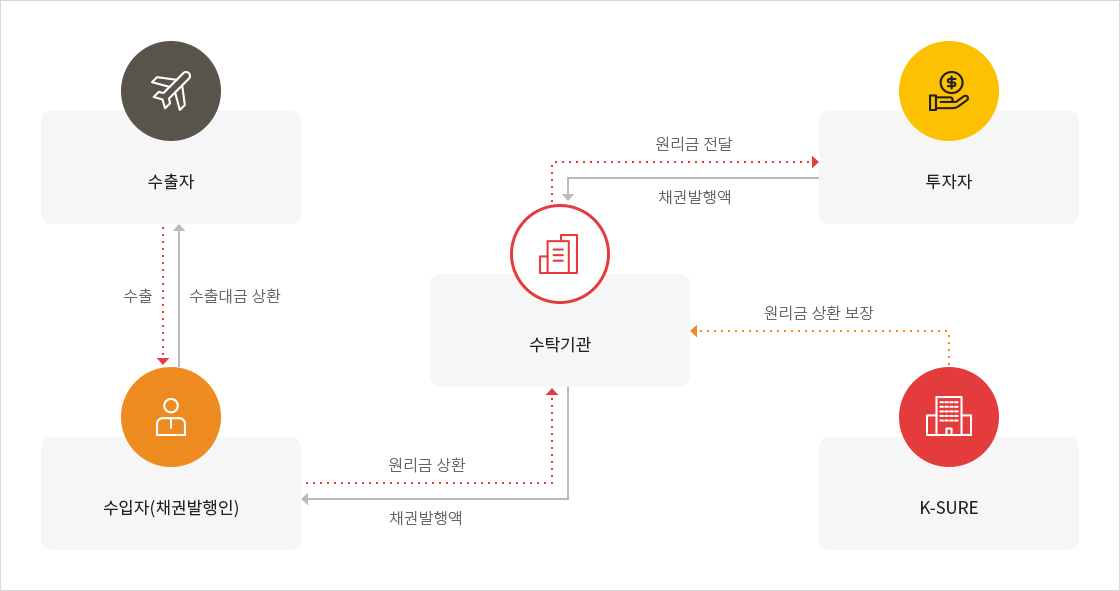 수출자
투자자
원리금 전달
채권발행액
수출
수출대금 상환
수탁기관
원리금 상환 보장
원리금 상환
채권발행액
수입자(채권발행인)
K-SURE